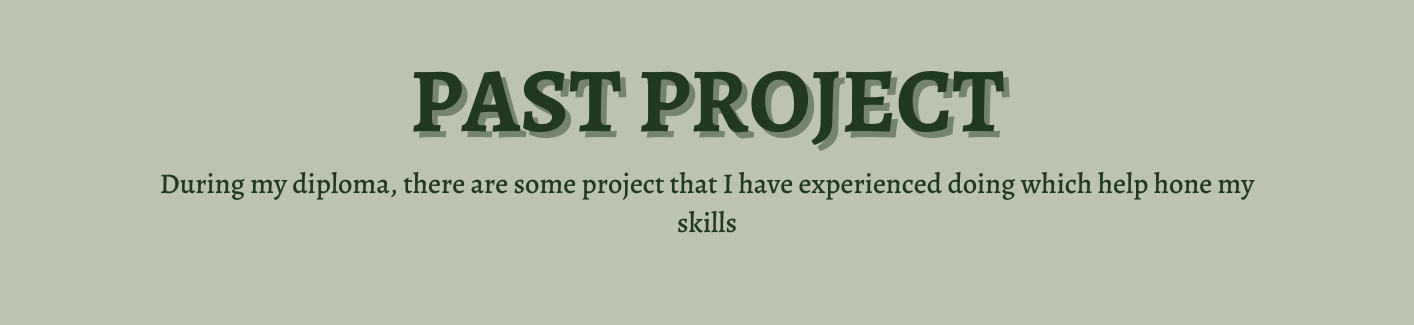 PAST PROJECT
During my diploma, there are some project that I have experienced doing which help hone my
skills